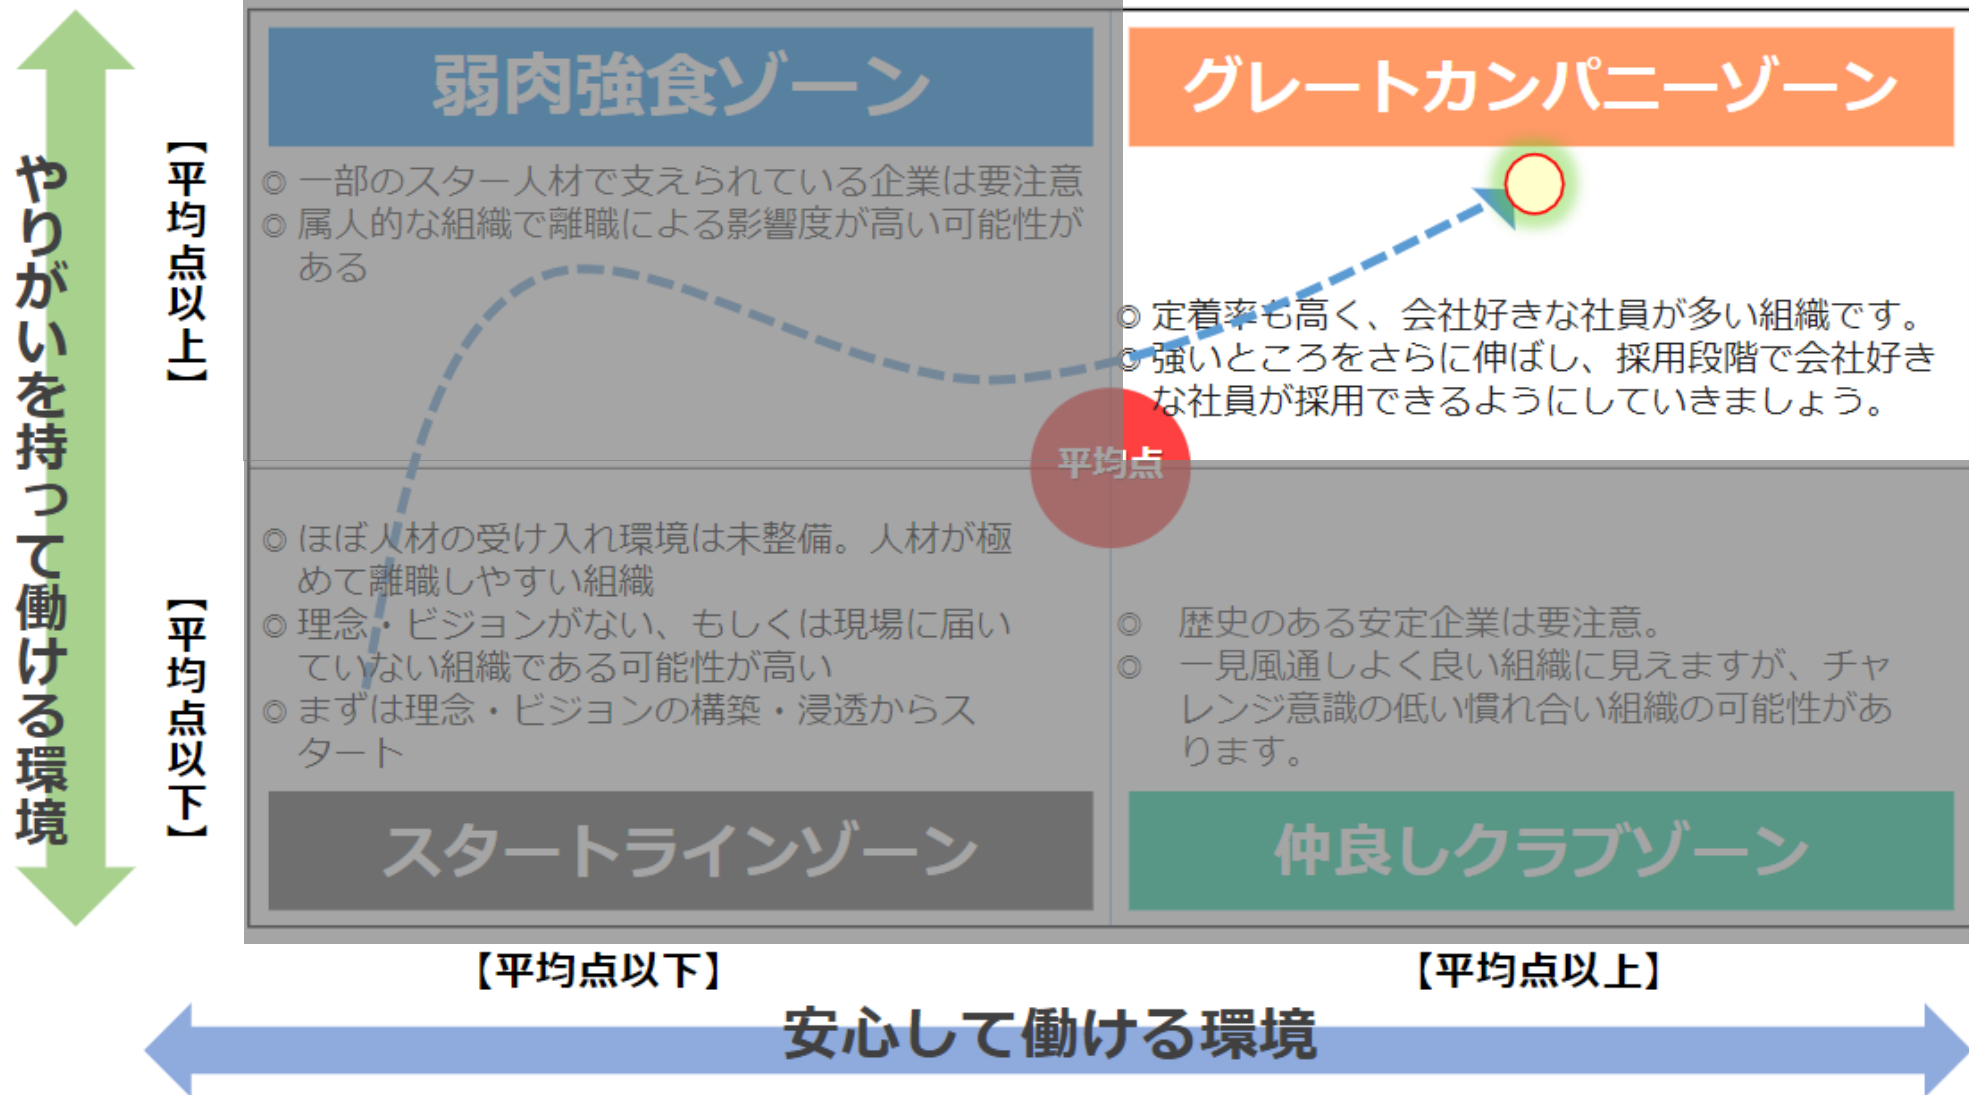 やりがいを持って働ける環境
【平均点以上】
【平均点以下】
弱肉強食ゾーン
◎ 一部のスター人材で支えられている企業は要注意
◎ 属人的な組織で離職による影響度が高い可能性が
ある
グレートカンパニーゾーン
◎ 定着率も高く、会社好きな社員が多い組織です。
◎ 強いところをさらに伸ばし、採用段階で会社好き
な社員が採用できるようにしていきましょう。
平均点
◎ ほぼ人材の受け入れ環境は未整備。人材が極
めて離職しやすい組織
◎ 理念・ビジョンがない、もしくは現場に届い
ていない組織である可能性が高い
◎ まずは理念・ビジョンの構築・浸透からス
タート
スタートラインゾーン
◎ 歴史のある安定企業は要注意。
◎ 一見風通しよく良い組織に見えますが、チャ
レンジ意識の低い慣れ合い組織の可能性があ
ります。
仲良しクラブゾーン
【平均点以下】
【平均点以上】
安心して働ける環境